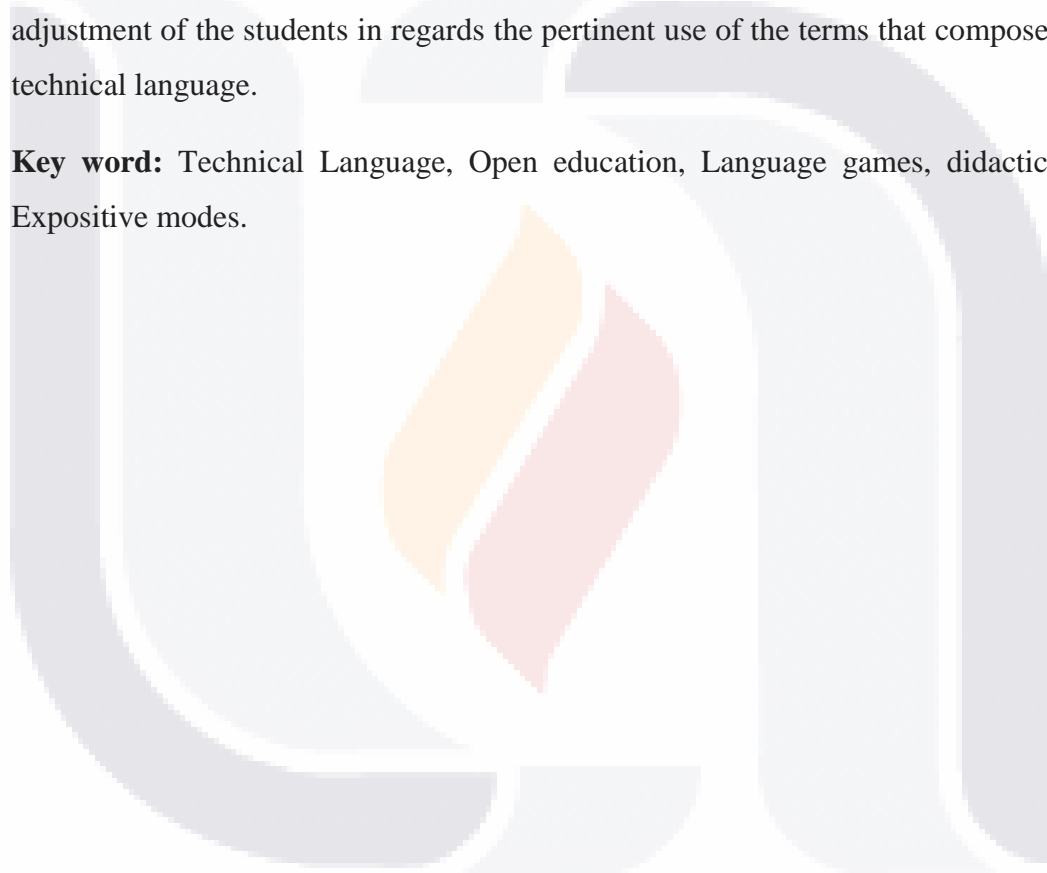 adjustment of the students in regards the pertinent use of the terms that compose
technical language.
Key word: Technical Language, Open education, Language games, didactic
Expositive modes.